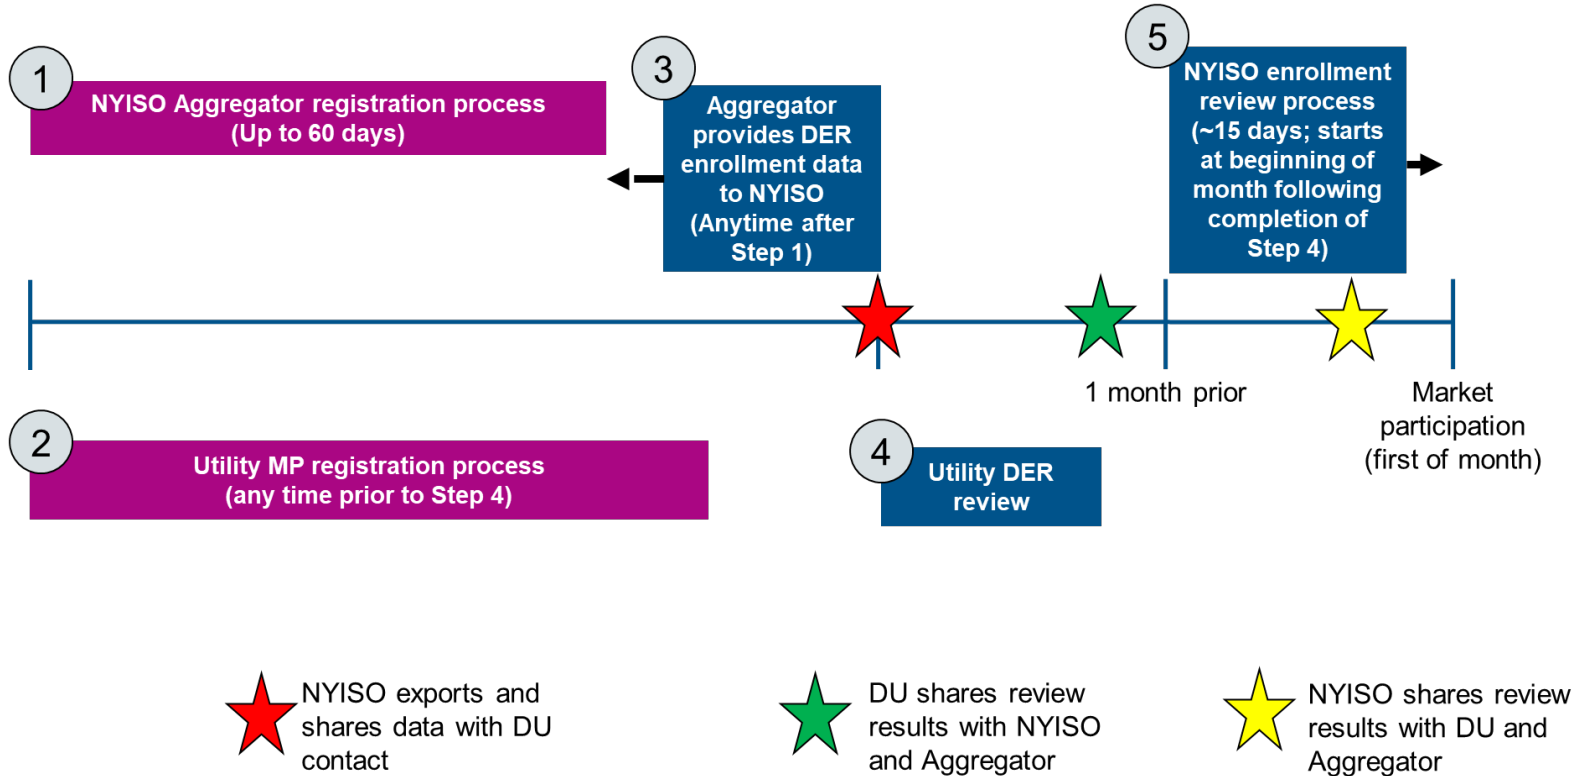 1
NYISO Aggregator registration process
(Up to 60 days)
3
Aggregator
provides DER
enrollment data
to NYISO
(Anytime after
Step 1)
5
NYISO enrollment
review process
(~15 days; starts
at beginning of
month following
completion of
Step 4)
1 month prior
Market
participation
(first of month)
2
Utility MP registration process
(any time prior to Step 4)
4
Utility DER
review
NYISO exports and
shares data with DU
contact
DU shares review
results with NYISO
and Aggregator
NYISO shares review
results with DU and
Aggregator